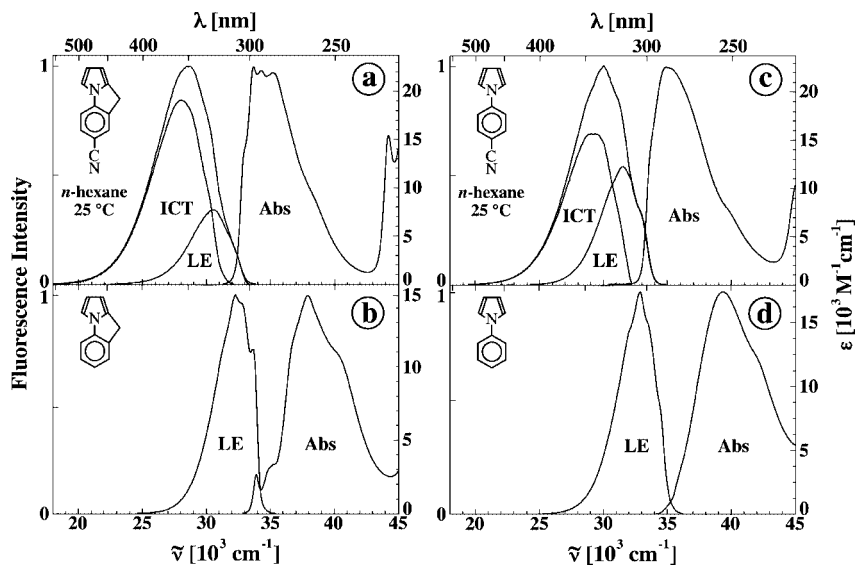 λ [nm]
λ [nm]
500 400 300 250
500 400 300 250
Fluorescence Intensity
ε [10³ M⁻¹cm⁻¹]
1
N
C
N
n-hexane
25 °C
ICT
LE
Abs
a
20
15
10
5
0
0
1
N
C
N
n-hexane
25 °C
ICT
LE
Abs
c
20
15
10
5
0
0
1
N
LE
Abs
b
15
10
5
0
0
20 25 30 35 40 45
ṽ [10³ cm⁻¹]
1
N
LE
Abs
d
15
10
5
0
0
20 25 30 35 40 45
ṽ [10³ cm⁻¹]